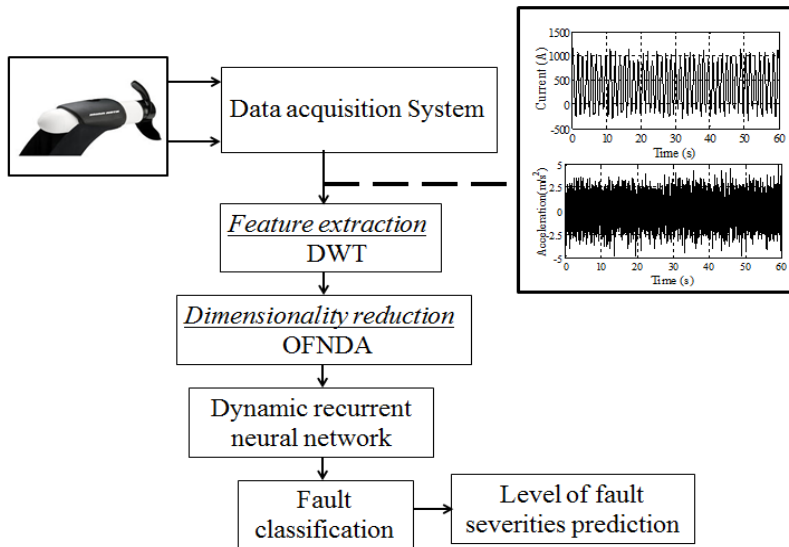 Data acquisition System
Feature extraction
DWT
Dimensionality reduction
OFNDA
Dynamic recurrent
neural network
Fault
classification
Level of fault
severities prediction
1500
1000
500
0
-500
Current (A)
0 10 20 30 40 50 60
Time (s)
5
2.5
0
-2.5
-5
Acceleration(m/s²)
0 10 20 30 40 50 60
Time (s)